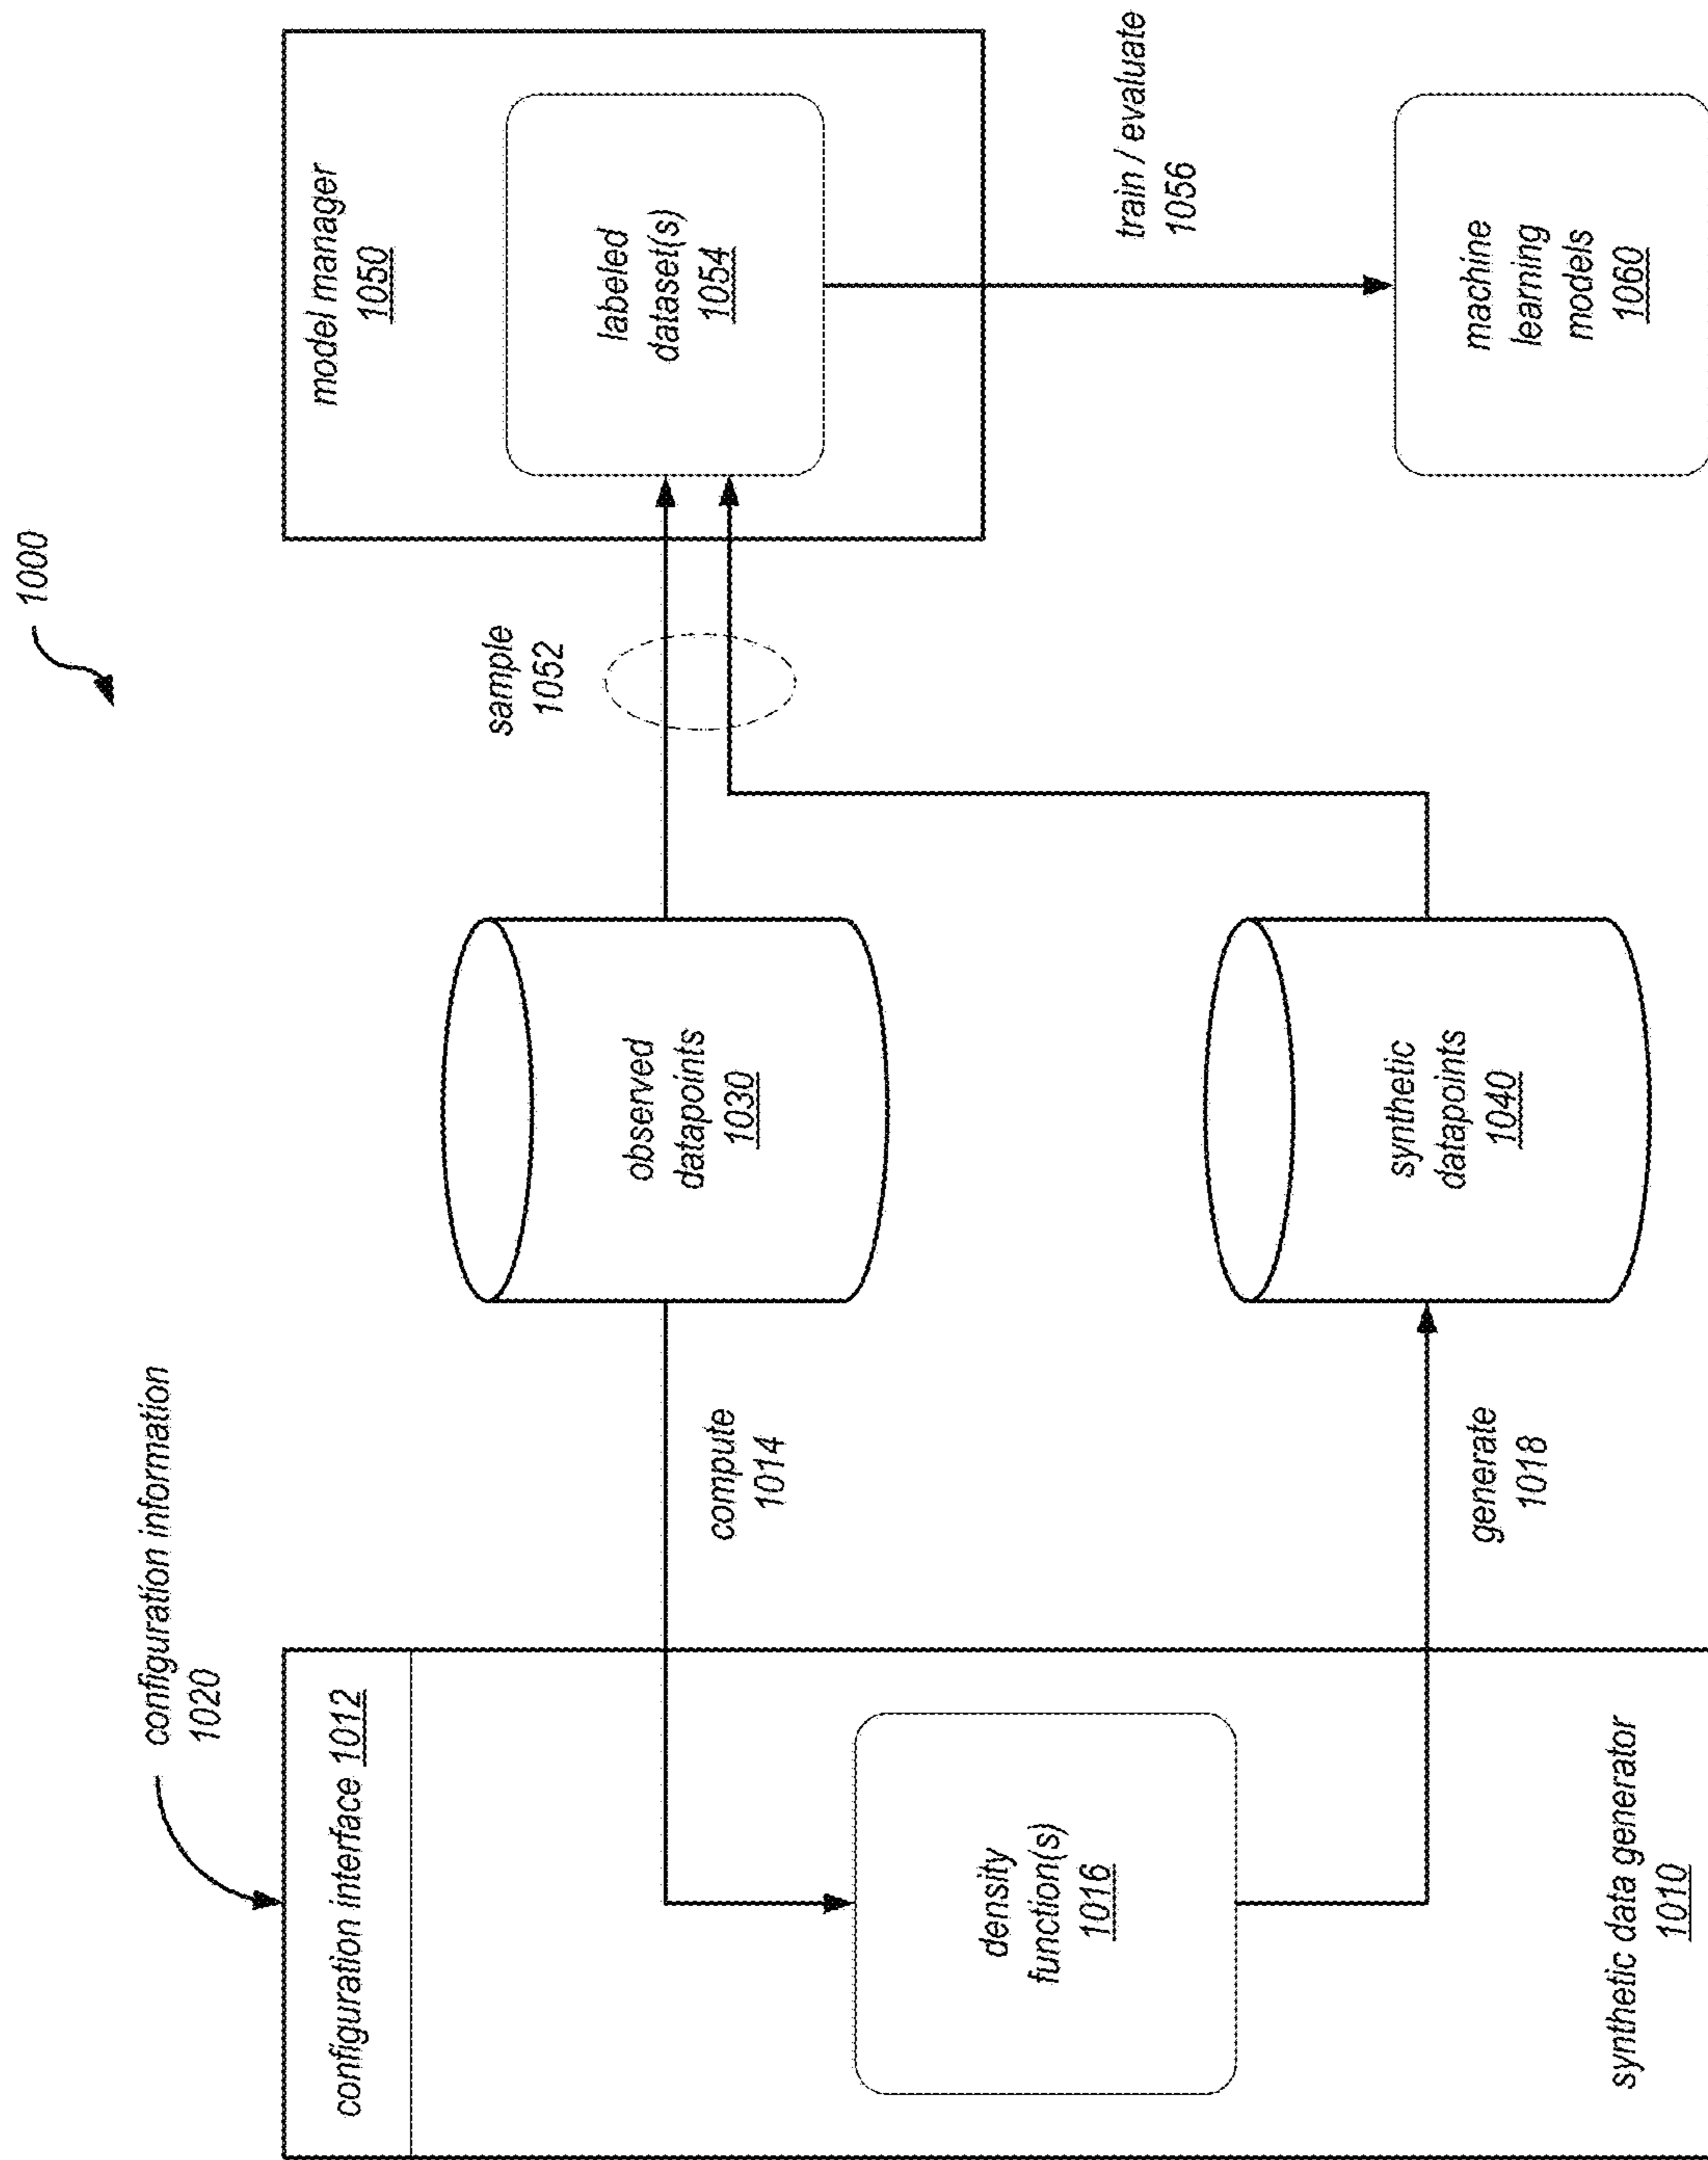 1000
configuration information
1020
configuration interface 1012
density
function(s)
1016
synthetic data generator
1010
compute
1014
generate
1018
observed
datapoints
1030
synthetic
datapoints
1040
sample
1052
model manager
1050
labeled
dataset(s)
1054
train / evaluate
1056
machine
learning
models
1060